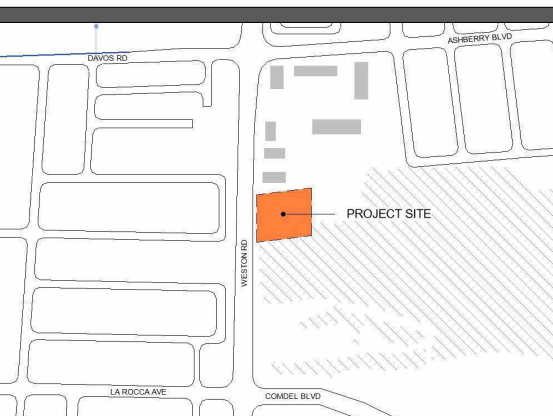 ASHBERRY BLVD
DAVOS RD
PROJECT SITE
WESTON RD
LA ROCCA AVE
COMDEL BLVD